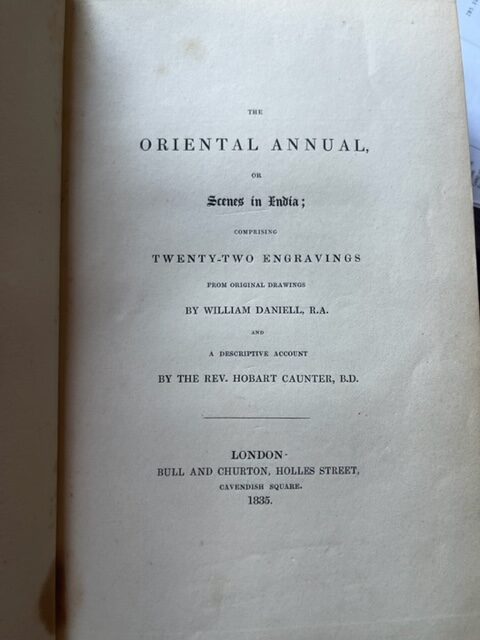 THE
ORIENTAL ANNUAL,
OR
Scenes in India;
COMPRISING
TWENTY-TWO ENGRAVINGS
FROM ORIGINAL DRAWINGS
BY WILLIAM DANIELL, R.A.
AND
A DESCRIPTIVE ACCOUNT
BY THE REV. HOBART CAUNTER, B.D.
LONDON
BULL AND CHURTON, HOLLES STREET,
CAVENDISH SQUARE.
1835.